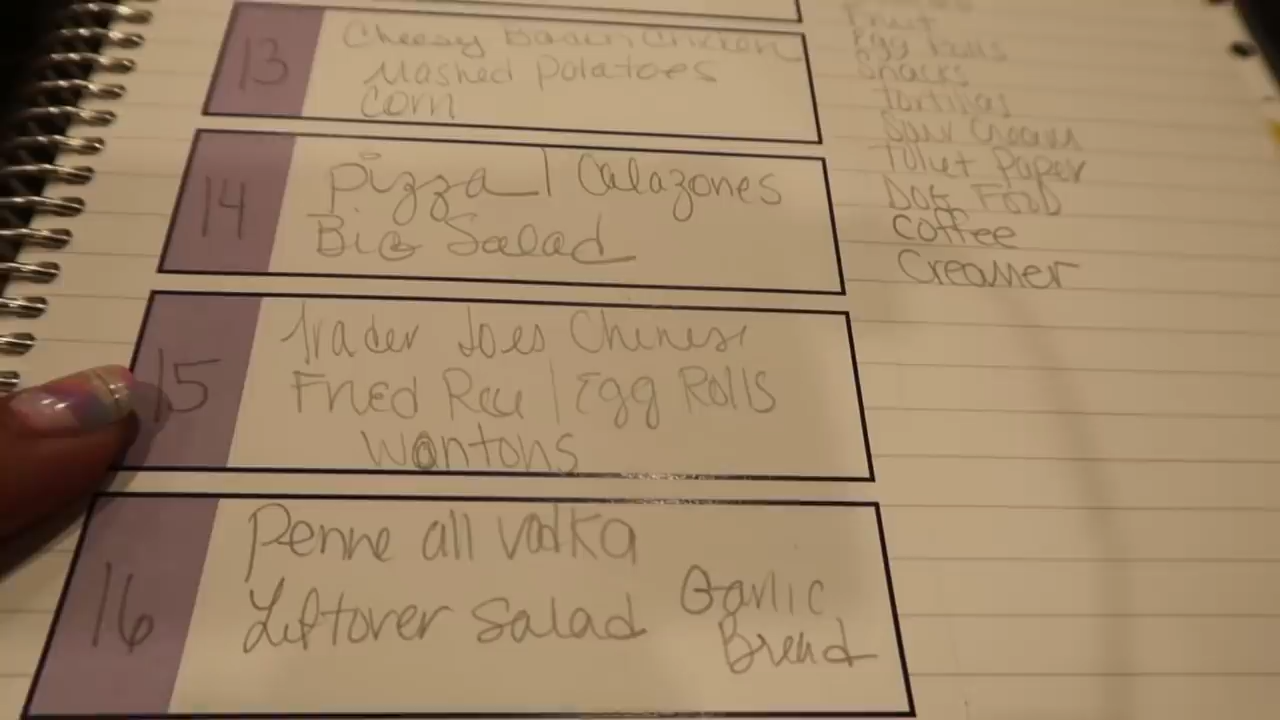 13
Cheesy Bacon Chicken
Mashed Potatoes
Corn
14
Pizza | Calazones
Big Salad
15
Trader Joes Chinese
Fried Rice | Egg Rolls
Wontons
16
Penne all vodka
Leftover Salad Garlic
Bread
Fruit
Egg Rolls
Snacks
Tortillas
Sour Cream
Toilet Paper
Dog Food
Coffee
Creamer